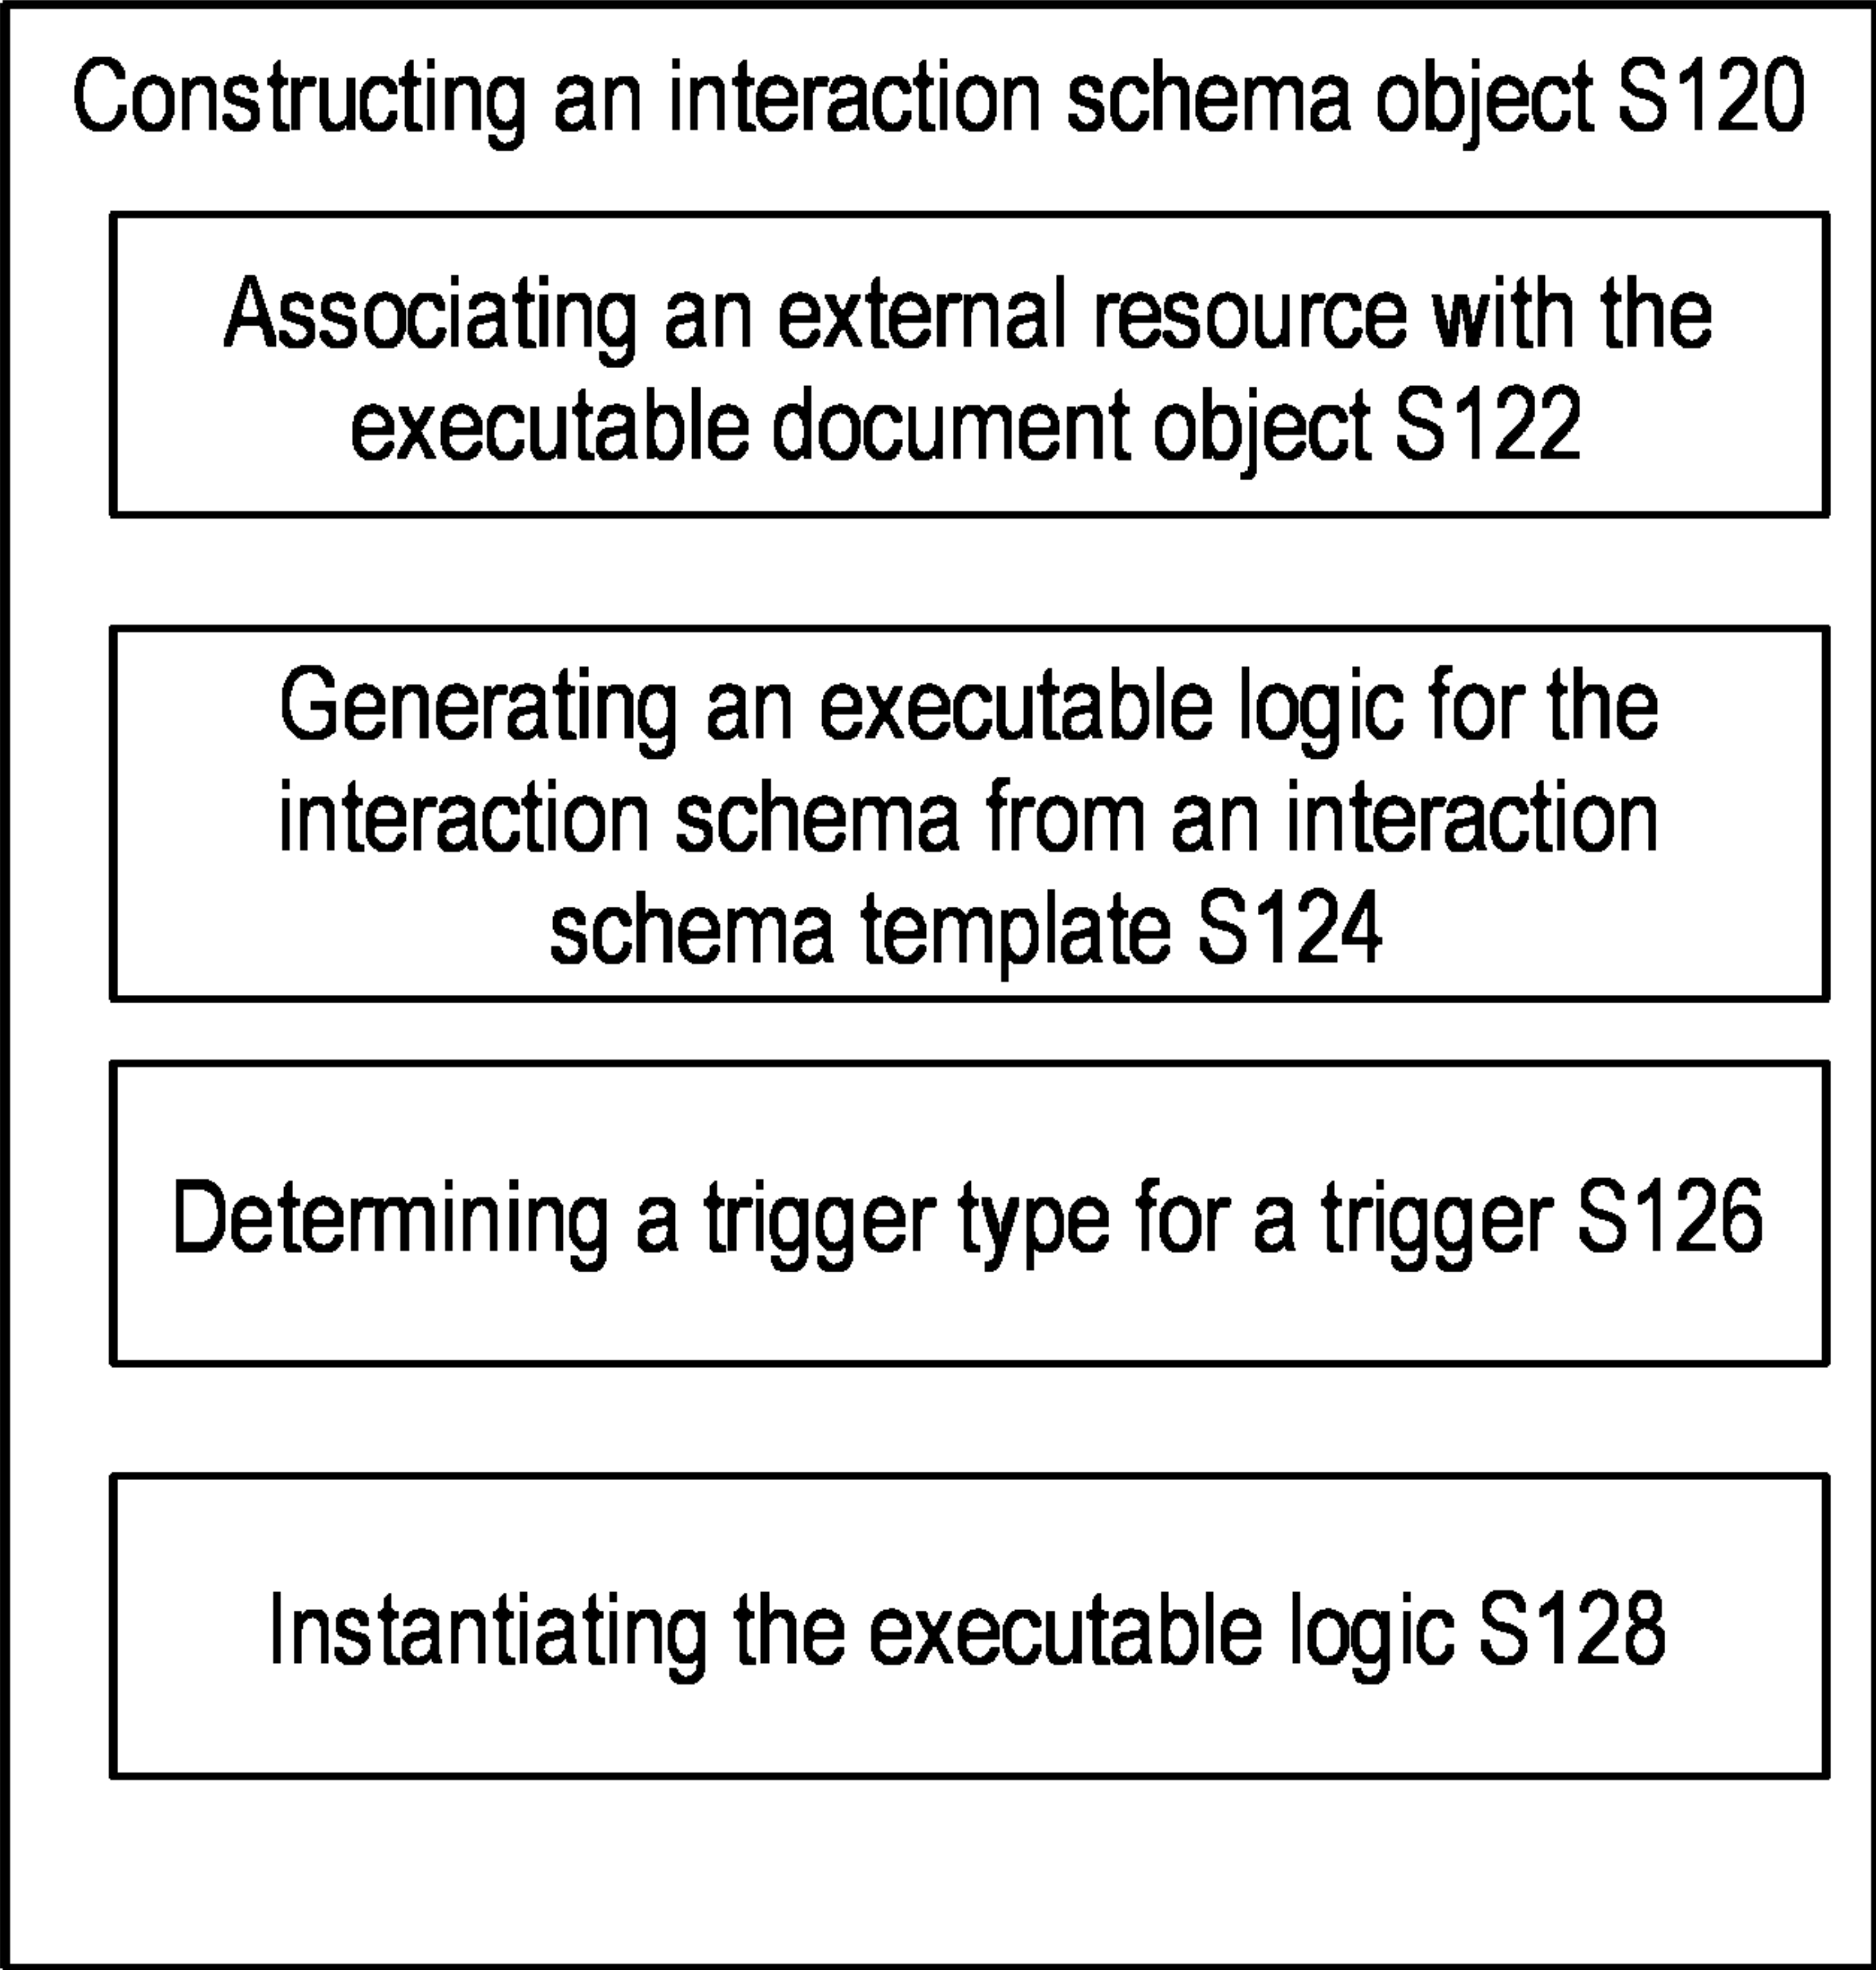 Constructing an interaction schema object S120
Associating an external resource with the
executable document object S122
Generating an executable logic for the
interaction schema from an interaction
schema template S124
Determining a trigger type for a trigger S126
Instantiating the executable logic S128